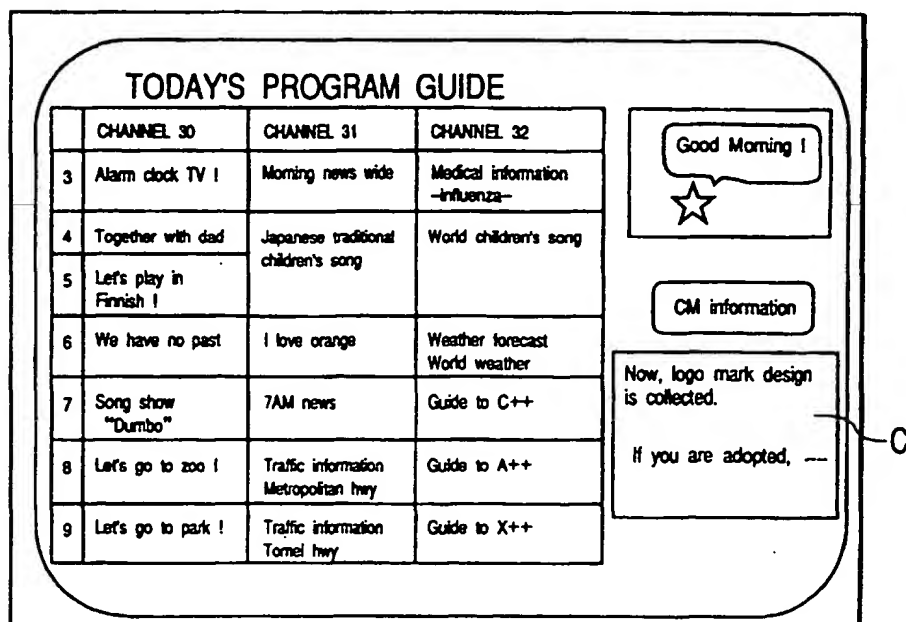 TODAY'S PROGRAM GUIDE
CHANNEL 30 CHANNEL 31 CHANNEL 32
3 Alarm clock TV ! Morning news wide Medical information
-influenza-
4 Together with dad Japanese traditional World children's song
children's song
5 Let's play in
Finnish !
6 We have no past I love orange Weather forecast
World weather
7 Song show 7AM news Guide to C++
"Dumbo"
8 Let's go to zoo ! Traffic information Guide to A++
Metropolitan hwy
9 Let's go to park ! Traffic information Guide to X++
Tomei hwy
Good Morning !
CM information
Now, logo mark design
is collected.
If you are adopted, --
C